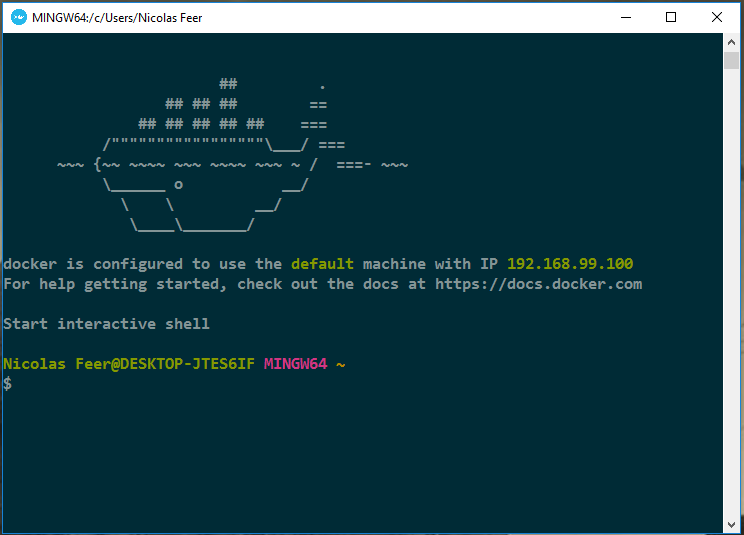 MINGW64:/c/Users/Nicolas Feer
                        ##         .
                  ## ## ##        ==
               ## ## ## ## ##    ===
           /"""""""""""""""""\___/ ===
      ~~~ {~~ ~~~~ ~~~ ~~~~ ~~~ ~ /  ===- ~~~
           \______ o           __/
             \    \         __/
              \____\_______/
docker is configured to use the default machine with IP 192.168.99.100
For help getting started, check out the docs at https://docs.docker.com
Start interactive shell
Nicolas Feer@DESKTOP-JTES6IF MINGW64 ~
$